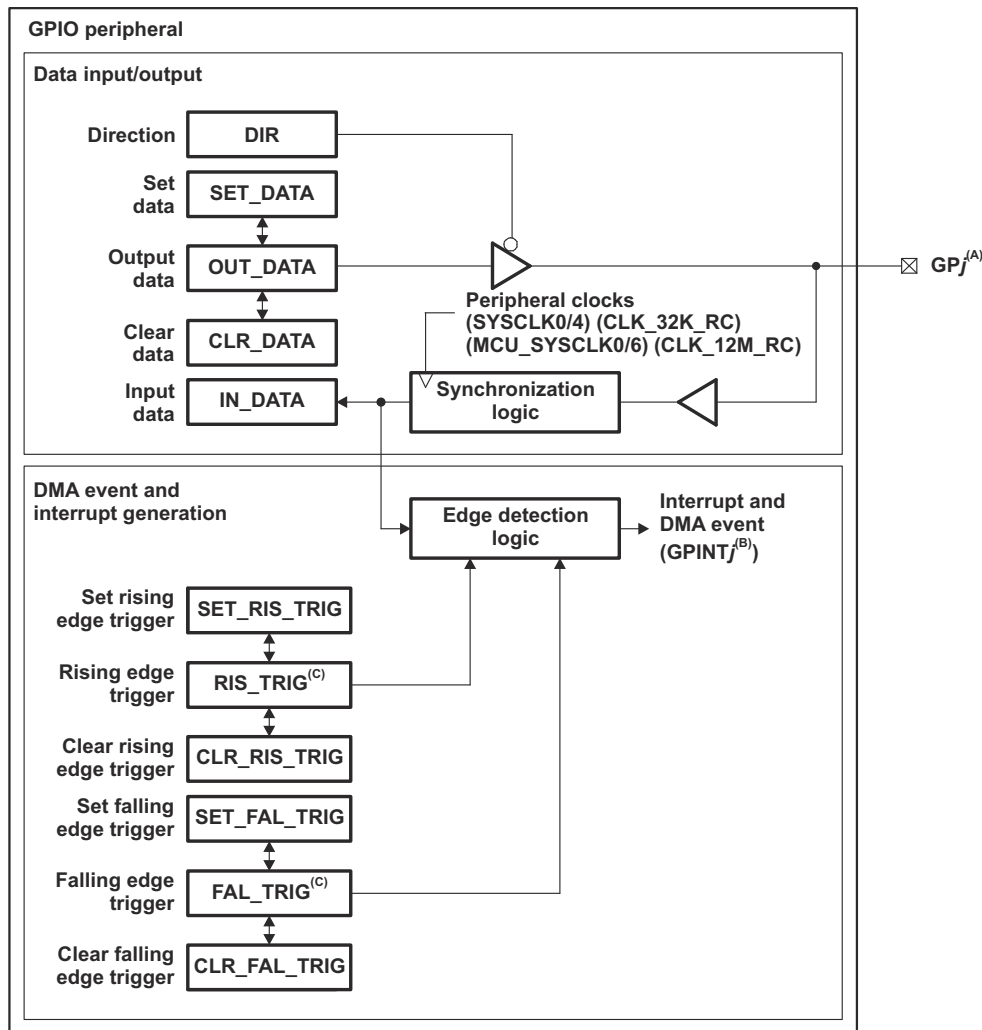 GPIO peripheral
Data input/output
Direction
DIR
Set
data
SET_DATA
Output
data
OUT_DATA
GPj(A)
Peripheral clocks
(SYSCLK0/4) (CLK_32K_RC)
(MCU_SYSCLK0/6) (CLK_12M_RC)
Clear
data
CLR_DATA
Input
data
IN_DATA
Synchronization
logic
DMA event and
interrupt generation
Edge detection
logic
Interrupt and
DMA event
(GPINTj(B))
Set rising
edge trigger
SET_RIS_TRIG
Rising edge
trigger
RIS_TRIG(C)
Clear rising
edge trigger
CLR_RIS_TRIG
Set falling
edge trigger
SET_FAL_TRIG
Falling edge
trigger
FAL_TRIG(C)
Clear falling
edge trigger
CLR_FAL_TRIG